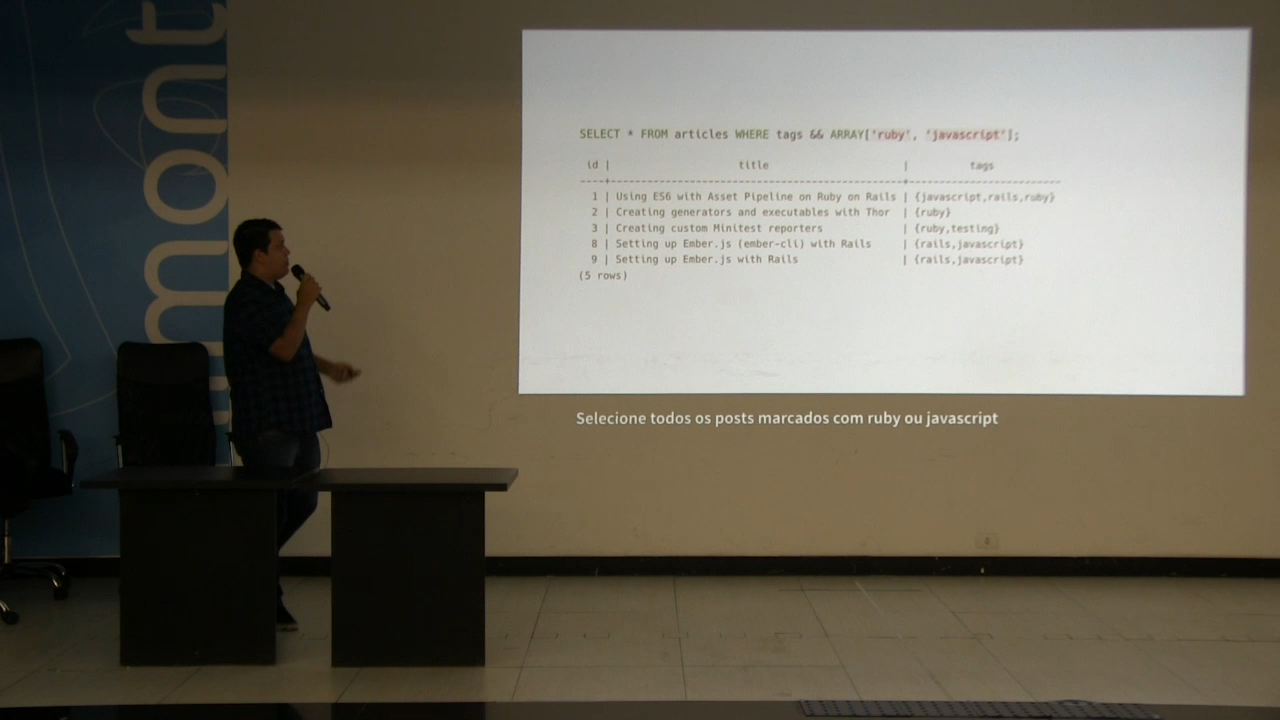 mont
SELECT * FROM articles WHERE tags && ARRAY['ruby', 'javascript'];
id | title | tags
----+-----------------------------------------------+-------------------------
1 | Using ES6 with Asset Pipeline on Ruby on Rails | {javascript,rails,ruby}
2 | Creating generators and executables with Thor | {ruby}
3 | Creating custom Minitest reporters | {ruby,testing}
8 | Setting up Ember.js (ember-cli) with Rails | {rails,javascript}
9 | Setting up Ember.js with Rails | {rails,javascript}
(5 rows)
Selecione todos os posts marcados com ruby ou javascript